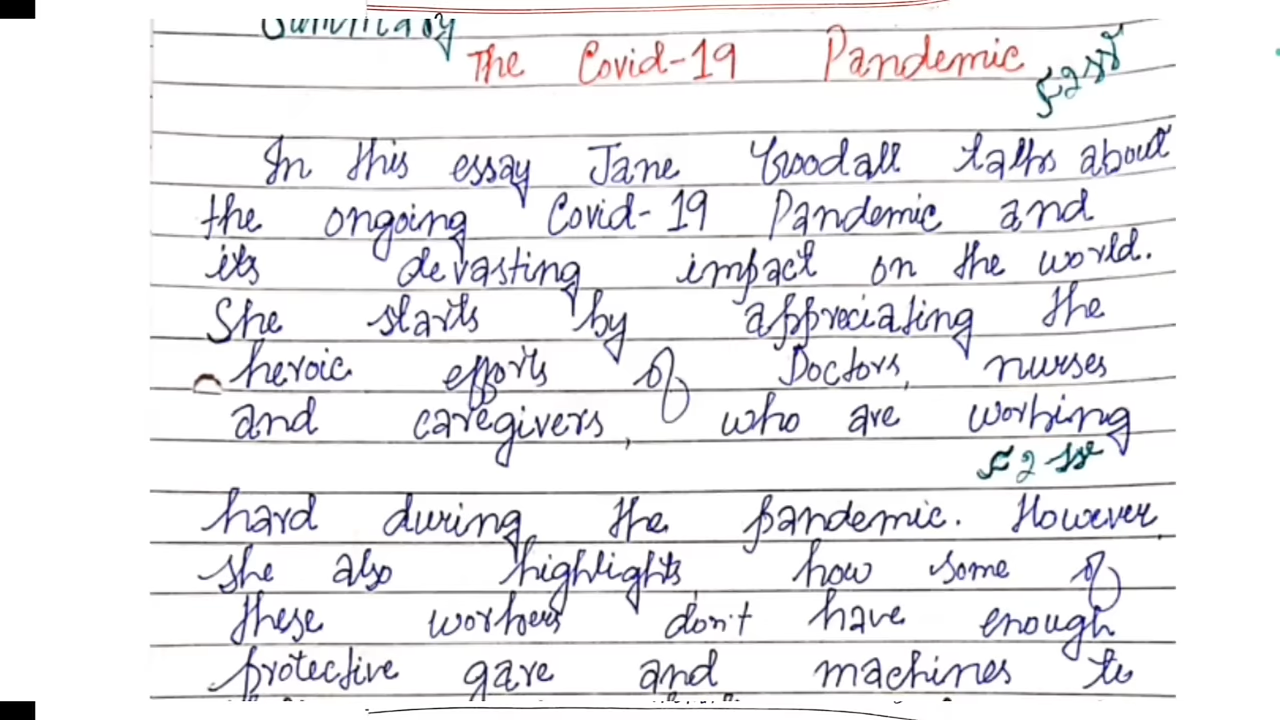 Summary
The Covid-19 Pandemic
In this essay Jane Goodall talks about
the ongoing Covid-19 Pandemic and
its devasting impact on the world.
She starts by appreciating the
heroic efforts of Doctors, nurses
and caregivers, who are working
hard during the pandemic. However,
she also highlights how some of
these workers don't have enough
protective gare and machines to